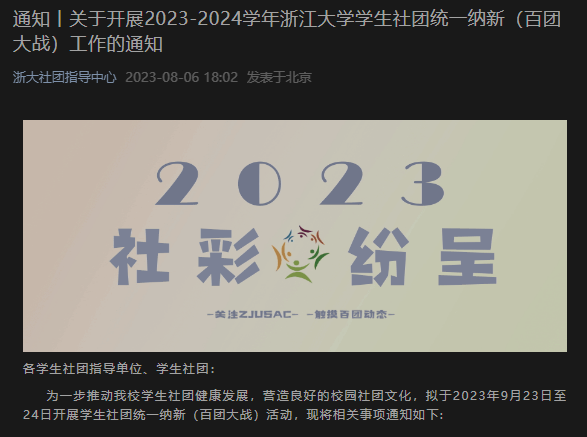 通知丨关于开展2023-2024学年浙江大学学生社团统一纳新（百团
大战）工作的通知
浙大社团指导中心 2023-08-06 18:02 发表于北京
2023
社彩纷呈
-关注ZJUSAC- -触摸百团动态-
各学生社团指导单位、学生社团：
为一步推动我校学生社团健康发展，营造良好的校园社团文化，拟于2023年9月23日至
24日开展学生社团统一纳新（百团大战）活动，现将相关事项通知如下: